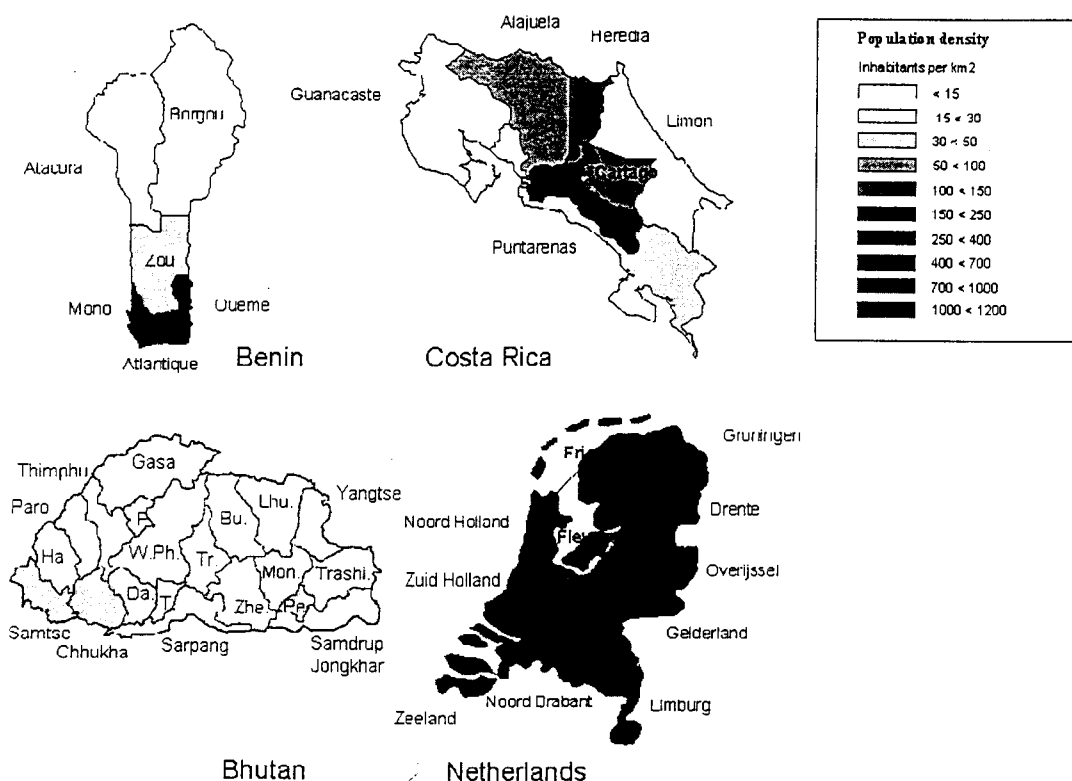 Alajuela
Heredia
Guanacaste
Limon
Cartago
Puntarenas
Costa Rica
Borgou
Atacora
Zou
Mono
Oueme
Atlantique
Benin
Population density
Inhabitants per km2
< 15
15 < 30
30 < 50
50 < 100
100 < 150
150 < 250
250 < 400
400 < 700
700 < 1000
1000 < 1200
Gasa
Thimphu
Paro
Yangtse
Lhu.
Bu.
P.
Ha
W.Ph.
Tr.
Mon.
Trashi.
Da.
T.
Zhe.
Pe.
Samtse
Chhukha
Sarpang
Samdrup
Jongkhar
Bhutan
Groningen
Fri.
Noord Holland
Drente
Fle
Zuid Holland
Overijssel
Gelderland
Noord Brabant
Limburg
Zeeland
Netherlands